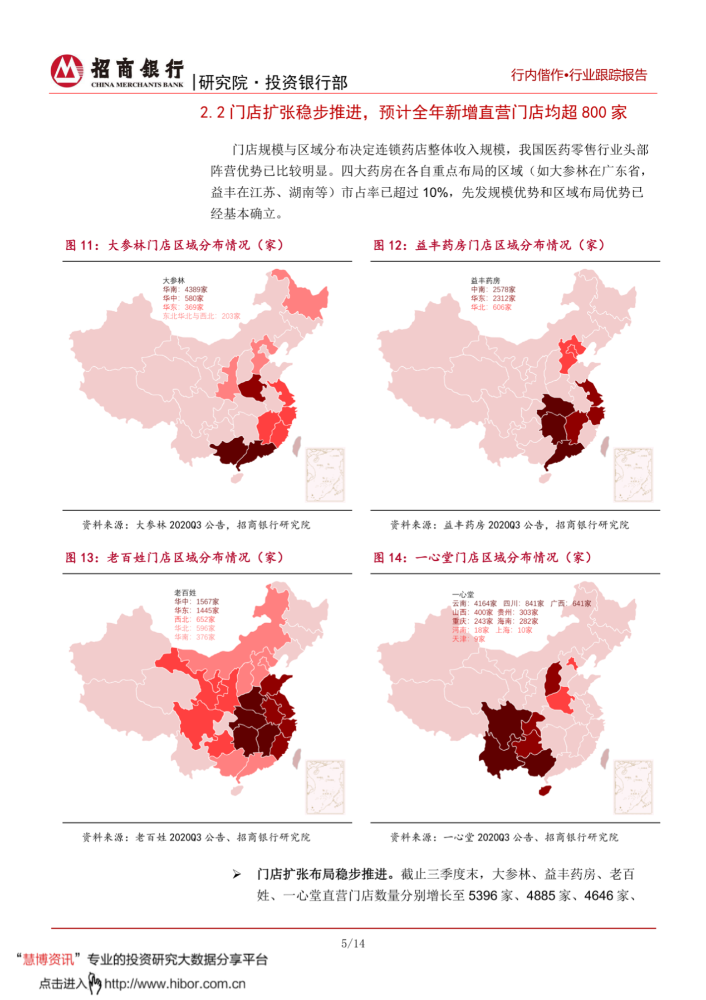 招商银行
CHINA MERCHANTS BANK
研究院·投资银行部
行内偕作•行业跟踪报告
2.2 门店扩张稳步推进，预计全年新增直营门店均超 800 家
门店规模与区域分布决定连锁药店整体收入规模，我国医药零售行业头部
阵营优势已比较明显。四大药房在各自重点布局的区域（如大参林在广东省，
益丰在江苏、湖南等）市占率已超过 10%，先发规模优势和区域布局优势已
经基本确立。
图 11：大参林门店区域分布情况（家）
大参林
华南：4389家
华中：580家
华东：369家
东北华北与西北：203家
资料来源：大参林 2020Q3 公告，招商银行研究院
图 12：益丰药房门店区域分布情况（家）
益丰药房
中南：2578家
华东：2312家
华北：606家
资料来源：益丰药房 2020Q3 公告，招商银行研究院
图 13：老百姓门店区域分布情况（家）
老百姓
华中：1567家
华东：1445家
西北：652家
华北：596家
华南：376家
资料来源：老百姓 2020Q3 公告、招商银行研究院
图 14：一心堂门店区域分布情况（家）
一心堂
云南：4164家 四川：841家 广西：641家
山西：400家 贵州：303家
重庆：243家 海南：282家
河南：18家 上海：10家
天津：9家
资料来源：一心堂 2020Q3 公告、招商银行研究院
➢ 门店扩张布局稳步推进。截止三季度末，大参林、益丰药房、老百
姓、一心堂直营门店数量分别增长至 5396 家、4885 家、4646 家、
5/14
“慧博资讯”专业的投资研究大数据分享平台
点击进入 http://www.hibor.com.cn